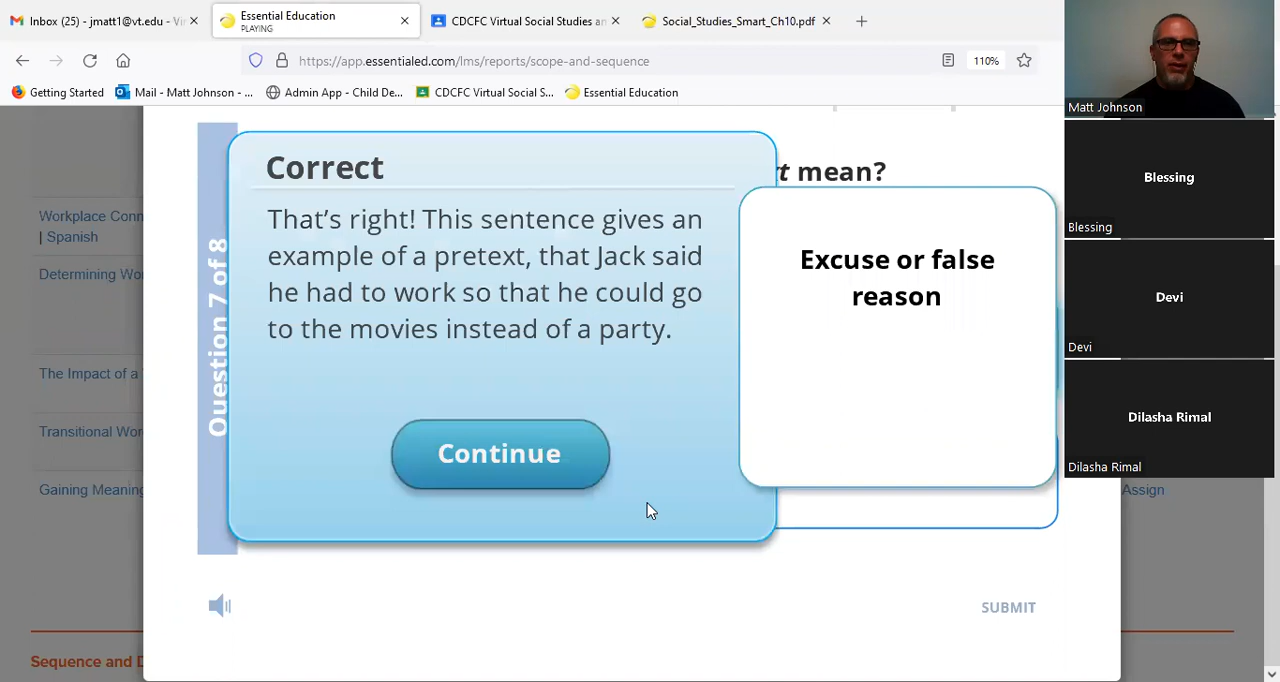 Inbox (25) - jmatt1@vt.edu - Vir
Essential Education
PLAYING
CDCFC Virtual Social Studies an
Social_Studies_Smart_Ch10.pdf
https://app.essentialed.com/lms/reports/scope-and-sequence
110%
Getting Started
Mail - Matt Johnson - ...
Admin App - Child De...
CDCFC Virtual Social S...
Essential Education
Matt Johnson
Blessing
Blessing
Devi
Devi
Dilasha Rimal
Dilasha Rimal
Workplace Conn
| Spanish
Determining Wo
The Impact of a
Transitional Wor
Gaining Meaning
Assign
Sequence and D
Question 7 of 8
mean?
Correct
That's right! This sentence gives an
example of a pretext, that Jack said
he had to work so that he could go
to the movies instead of a party.
Continue
Excuse or false
reason
SUBMIT